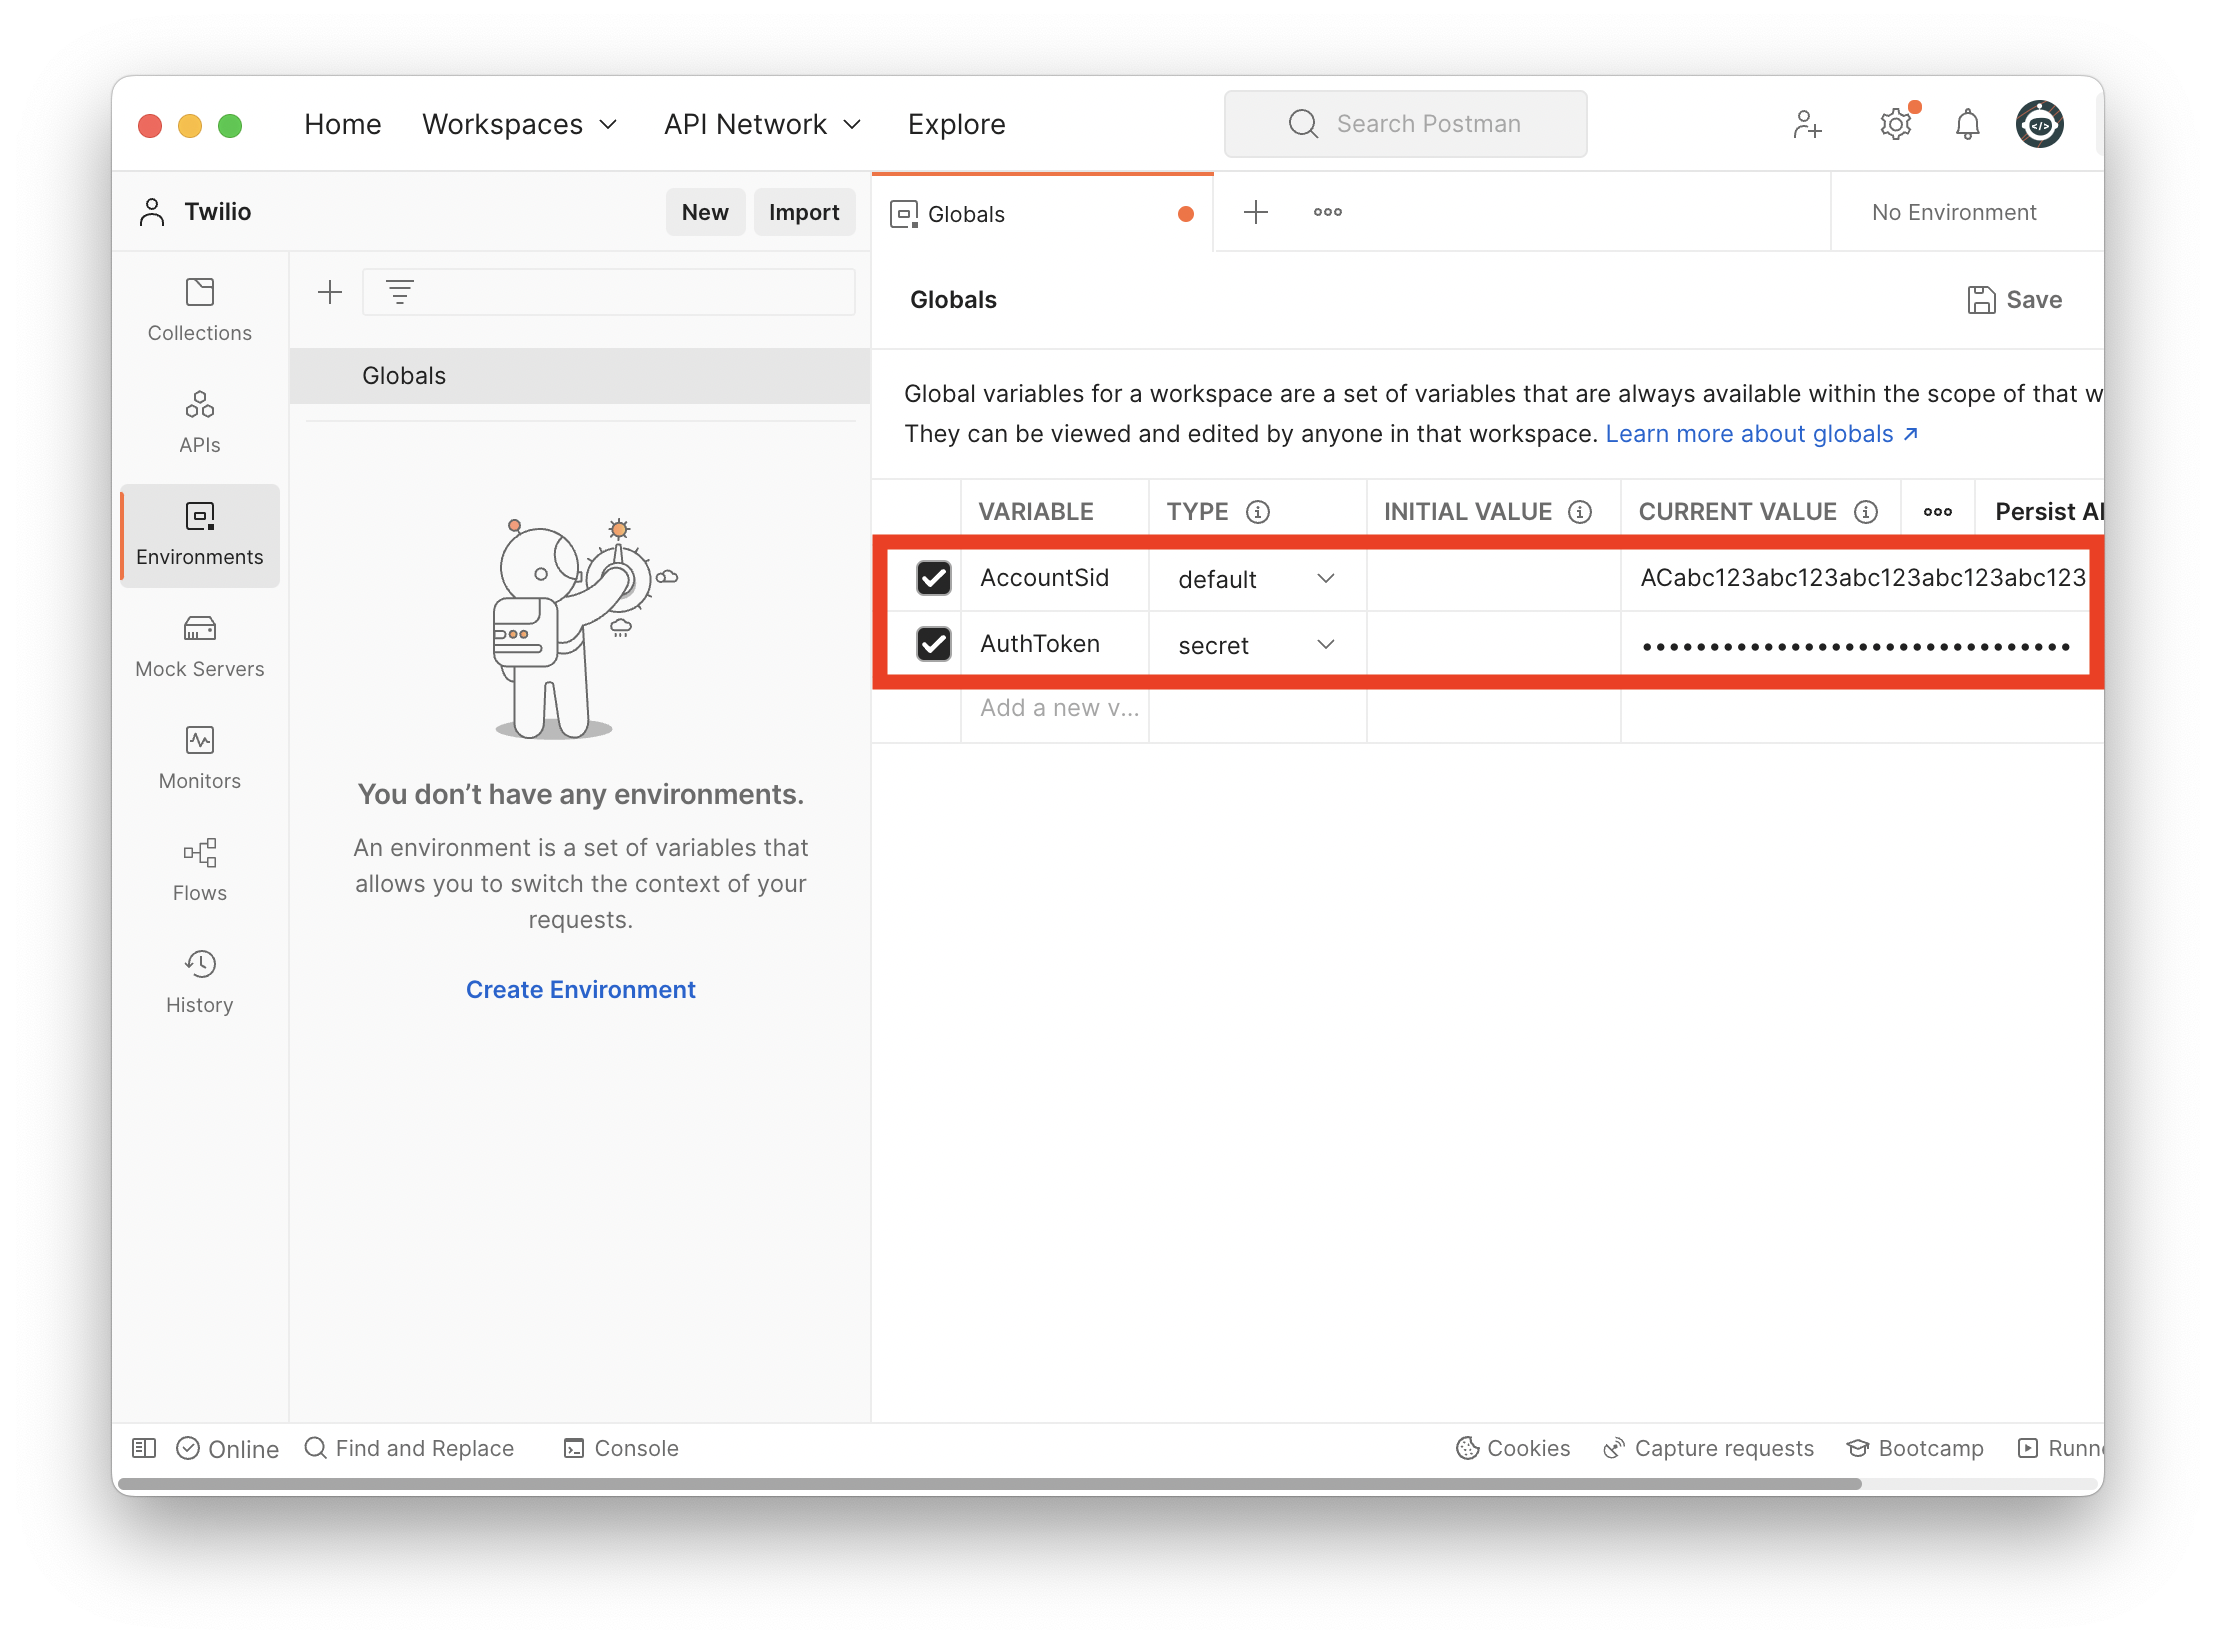 Home Workspaces API Network Explore Search Postman
Twilio New Import Globals No Environment
Globals Save
Collections
APIs
Environments
Mock Servers
Monitors
Flows
History
Globals
You don’t have any environments.
An environment is a set of variables that
allows you to switch the context of your
requests.
Create Environment
Global variables for a workspace are a set of variables that are always available within the scope of that w
They can be viewed and edited by anyone in that workspace. Learn more about globals
VARIABLE TYPE INITIAL VALUE CURRENT VALUE Persist Al
AccountSid default ACabc123abc123abc123abc123abc123
AuthToken secret ••••••••••••••••••••••••••••••••
Add a new v...
Online Find and Replace Console Cookies Capture requests Bootcamp Runn